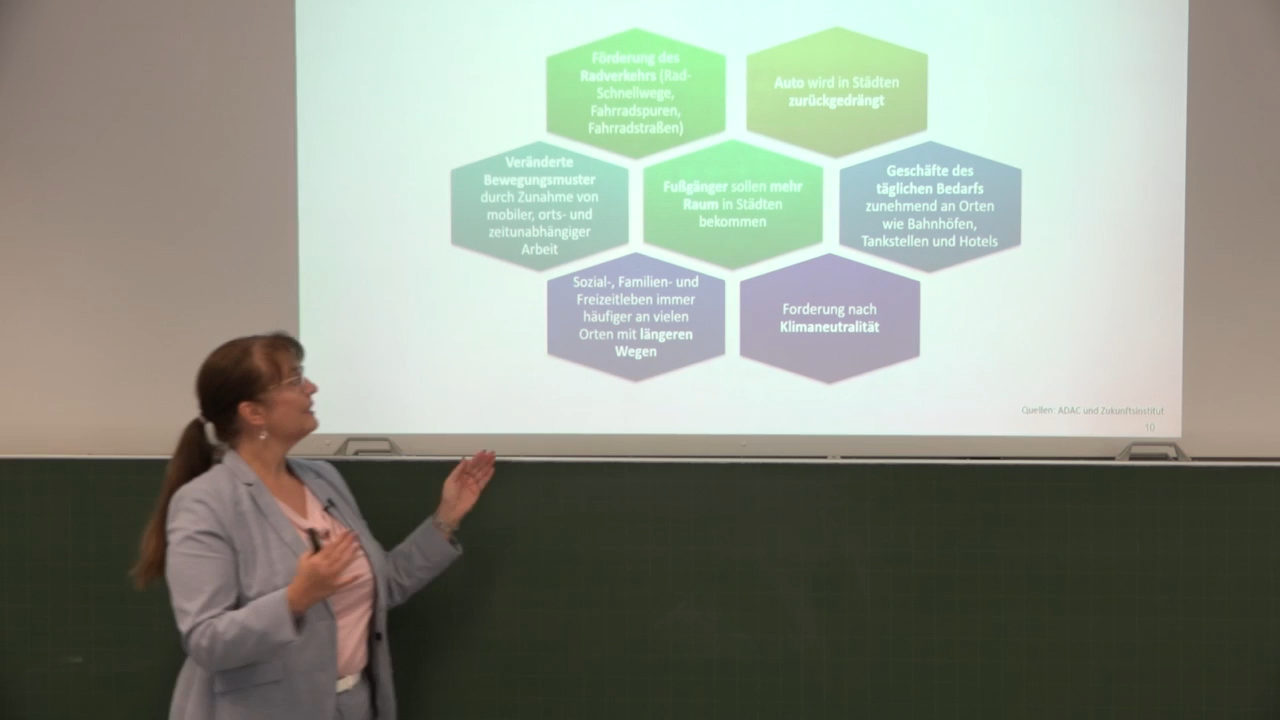 Förderung des
Radverkehrs (Rad-
Schnellwege,
Fahrradspuren,
Fahrradstraßen)
Auto wird in Städten
zurückgedrängt
Veränderte
Bewegungsmuster
durch Zunahme von
mobiler, orts- und
zeitunabhängiger
Arbeit
Fußgänger sollen mehr
Raum in Städten
bekommen
Geschäfte des
täglichen Bedarfs
zunehmend an Orten
wie Bahnhöfen,
Tankstellen und Hotels
Sozial-, Familien- und
Freizeitleben immer
häufiger an vielen
Orten mit längeren
Wegen
Forderung nach
Klimaneutralität
Quellen: ADAC und Zukunftsinstitut
10